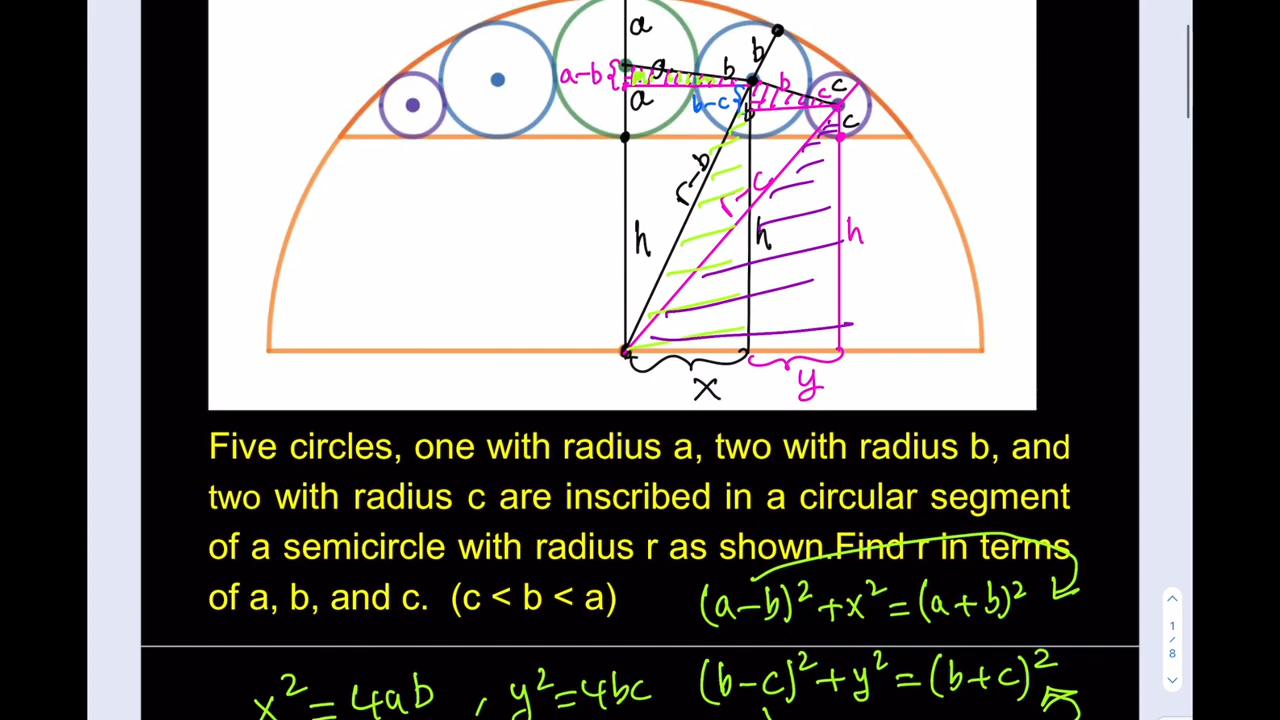 a
b
a-b
a
b
b
c
c
a
b-c
b
c
r-b
r-c
h
h
h
x
y
Five circles, one with radius a, two with radius b, and
two with radius c are inscribed in a circular segment
of a semicircle with radius r as shown.Find r in terms
of a, b, and c. (c < b < a)
(a-b)²+x²=(a+b)²
x²=4ab , y²=4bc
(b-c)²+y²=(b+c)²
1
/
8